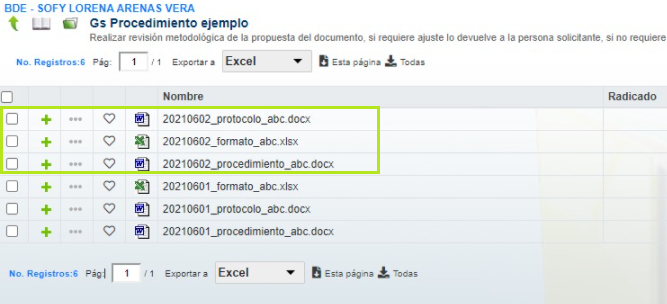 BDE - SOFY LORENA ARENAS VERA
Gs Procedimiento ejemplo
Realizar revisión metodológica de la propuesta del documento, si requiere ajuste lo devuelve a la persona solicitante, si no requiere
No. Registros:6 Pág: 1 / 1 Exportar a Excel Esta página Todas
Nombre Radicado
20210602_protocolo_abc.docx
20210602_formato_abc.xlsx
20210602_procedimiento_abc.docx
20210601_formato_abc.xlsx
20210601_protocolo_abc.docx
20210601_procedimiento_abc.docx
No. Registros:6 Pág: 1 / 1 Exportar a Excel Esta página Todas